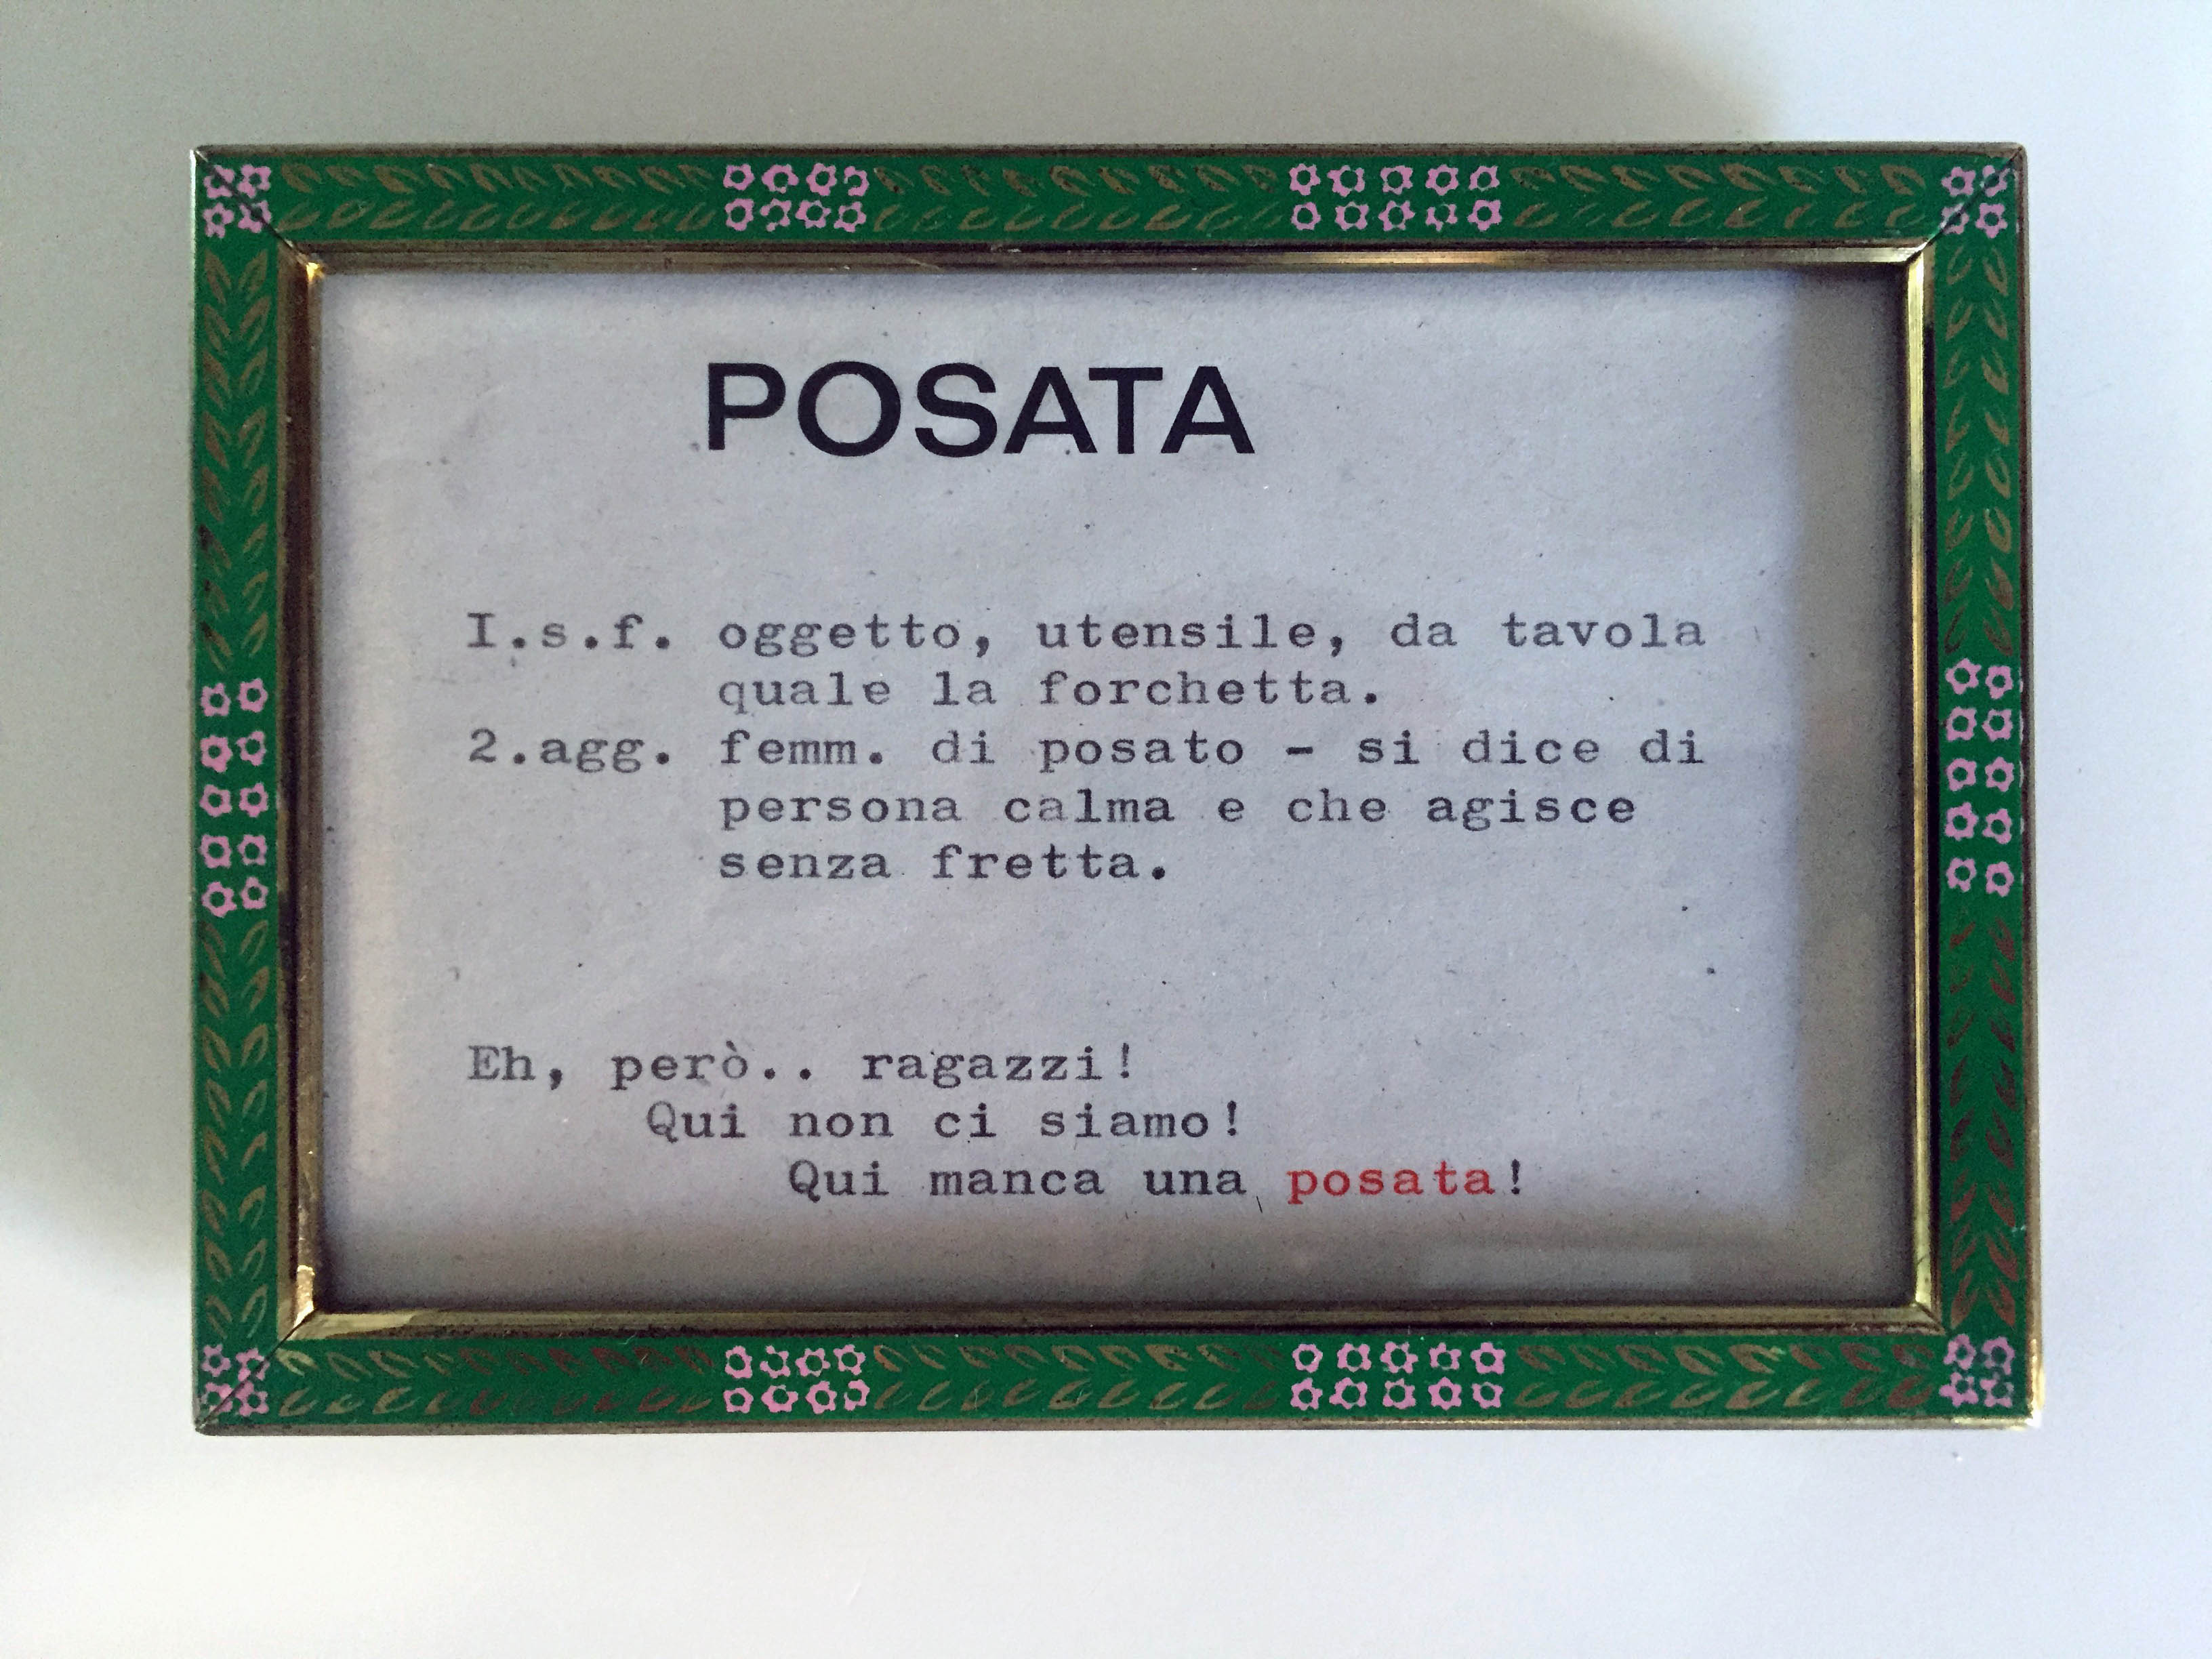 POSATA
I.s.f. oggetto, utensile, da tavola
quale la forchetta.
2.agg. femm. di posato - si dice di
persona calma e che agisce
senza fretta.
Eh, però.. ragazzi!
Qui non ci siamo!
Qui manca una posata!